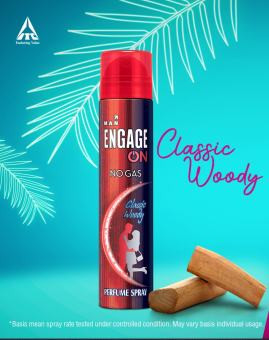 Enduring Value
MAN
ENGAGE
ON
NO GAS
Classic
Woody
PERFUME SPRAY
Classic
Woody
*Basis mean spray rate tested under controlled condition. May vary basis individual usage.